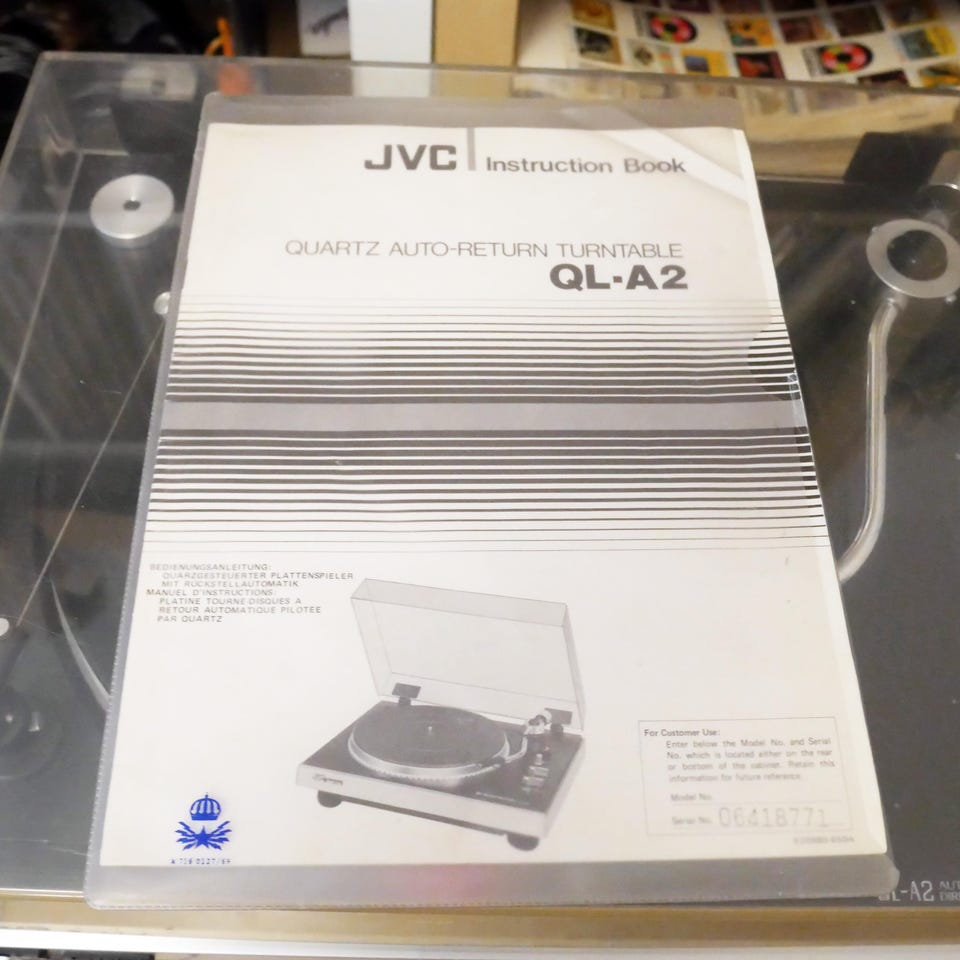 JVC Instruction Book
QUARTZ AUTO-RETURN TURNTABLE
QL-A2
BEDIENUNGSANLEITUNG:
QUARZGESTEUERTER PLATTENSPIELER
MIT RÜCKSTELLAUTOMATIK
MANUEL D'INSTRUCTIONS:
PLATINE TOURNE-DISQUES A
RETOUR AUTOMATIQUE PILOTEE
PAR QUARTZ
For Customer Use:
Enter below the Model No. and Serial
No. which is located either on the rear
or bottom of the cabinet. Retain this
information for future reference.
Model No.
Serial No. 06418771
QL-A2